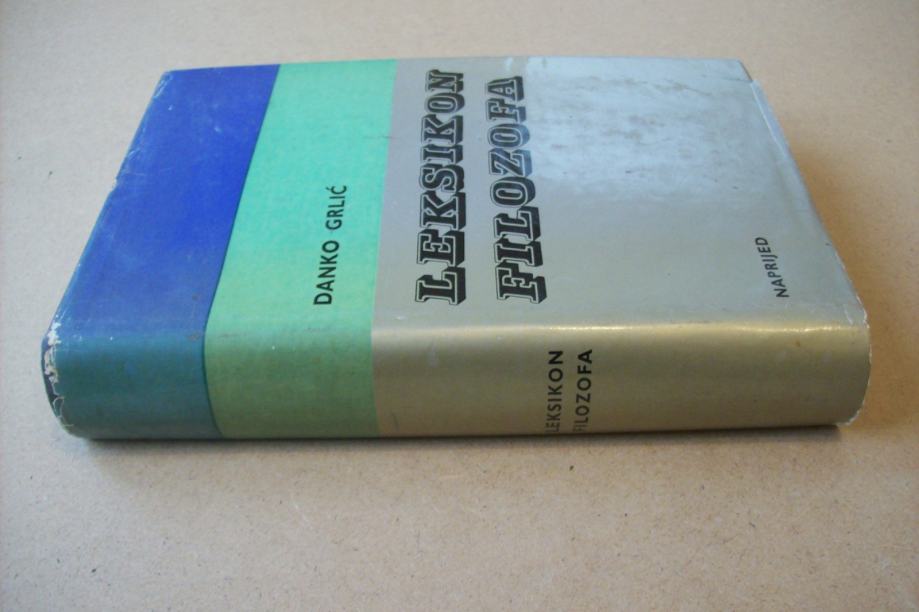 DANKO GRLIĆ
LEKSIKON
FILOZOFA
NAPRIJED
LEKSIKON
FILOZOFA